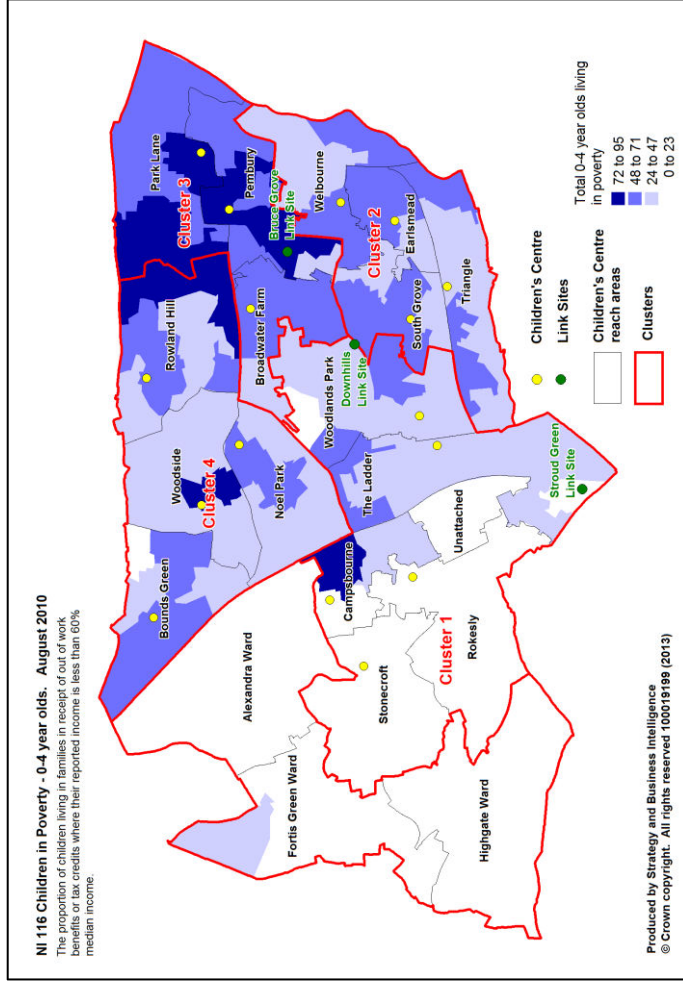 NI 116 Children in Poverty - 0-4 year olds.  August 2010
The proportion of children living in families in receipt of out of work
benefits or tax credits where their reported income is less than 60%
median income.
Park Lane
Cluster 3
Pembury
Bruce Grove
Link Site
Welbourne
Cluster 2
Earlsmead
Triangle
South Grove
Rowland Hill
Broadwater Farm
Downhills
Link Site
Woodlands Park
Woodside
Cluster 4
Noel Park
The Ladder
Bounds Green
Campsbourne
Unattached
Stroud Green
Link Site
Alexandra Ward
Stonecroft
Cluster 1
Rokesly
Fortis Green Ward
Highgate Ward
Total 0-4 year olds living
in poverty
72 to 95
48 to 71
24 to 47
0 to 23
Children's Centre
Link Sites
Children's Centre
reach areas
Clusters
Produced by Strategy and Business Intelligence
© Crown copyright.  All rights reserved 100019199 (2013)